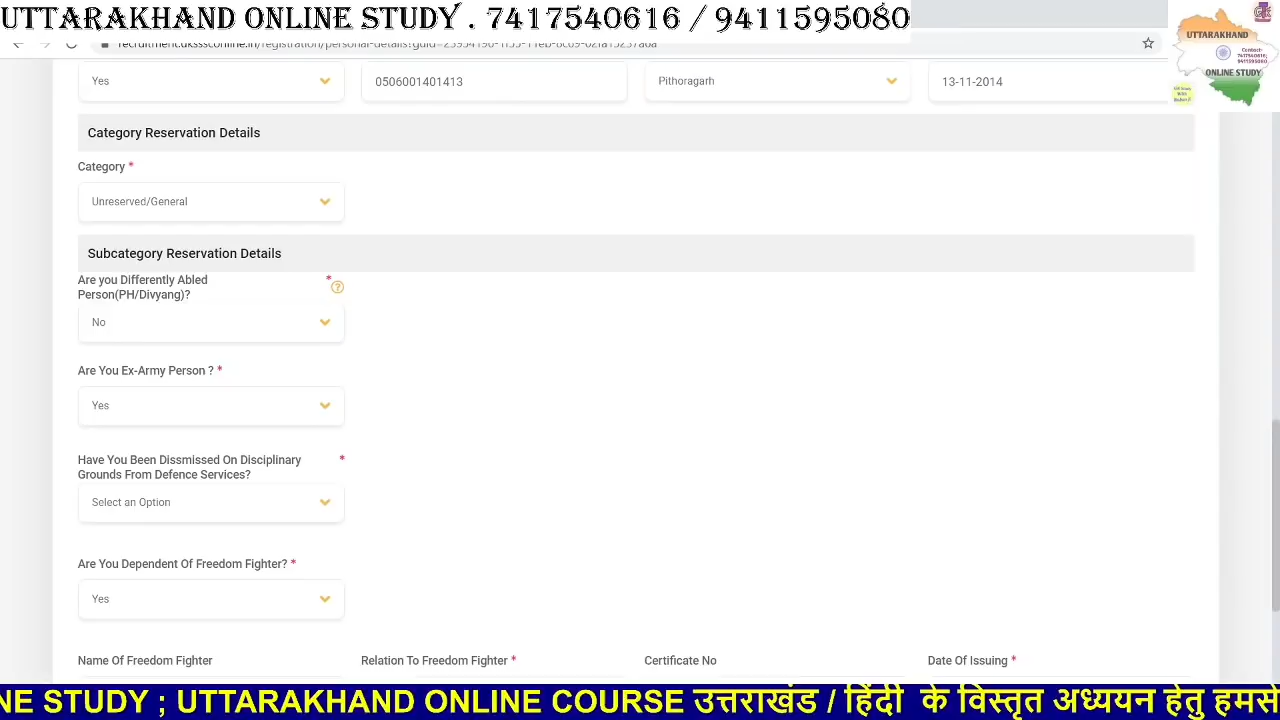 UTTARAKHAND ONLINE STUDY . 7417540616 / 9411595080
UTTARAKHAND
Contact-
7417540616;
9411595080
ONLINE STUDY
Yes
0506001401413
Pithoragarh
13-11-2014
Category Reservation Details
Category *
Unreserved/General
Subcategory Reservation Details
Are you Differently Abled *
Person(PH/Divyang)? ?
No
Are You Ex-Army Person ? *
Yes
Have You Been Dissmissed On Disciplinary *
Grounds From Defence Services?
Select an Option
Are You Dependent Of Freedom Fighter? *
Yes
Name Of Freedom Fighter Relation To Freedom Fighter * Certificate No Date Of Issuing *
NE STUDY ; UTTARAKHAND ONLINE COURSE उत्तराखंड / हिंदी के विस्तृत अध्ययन हेतु हमसे